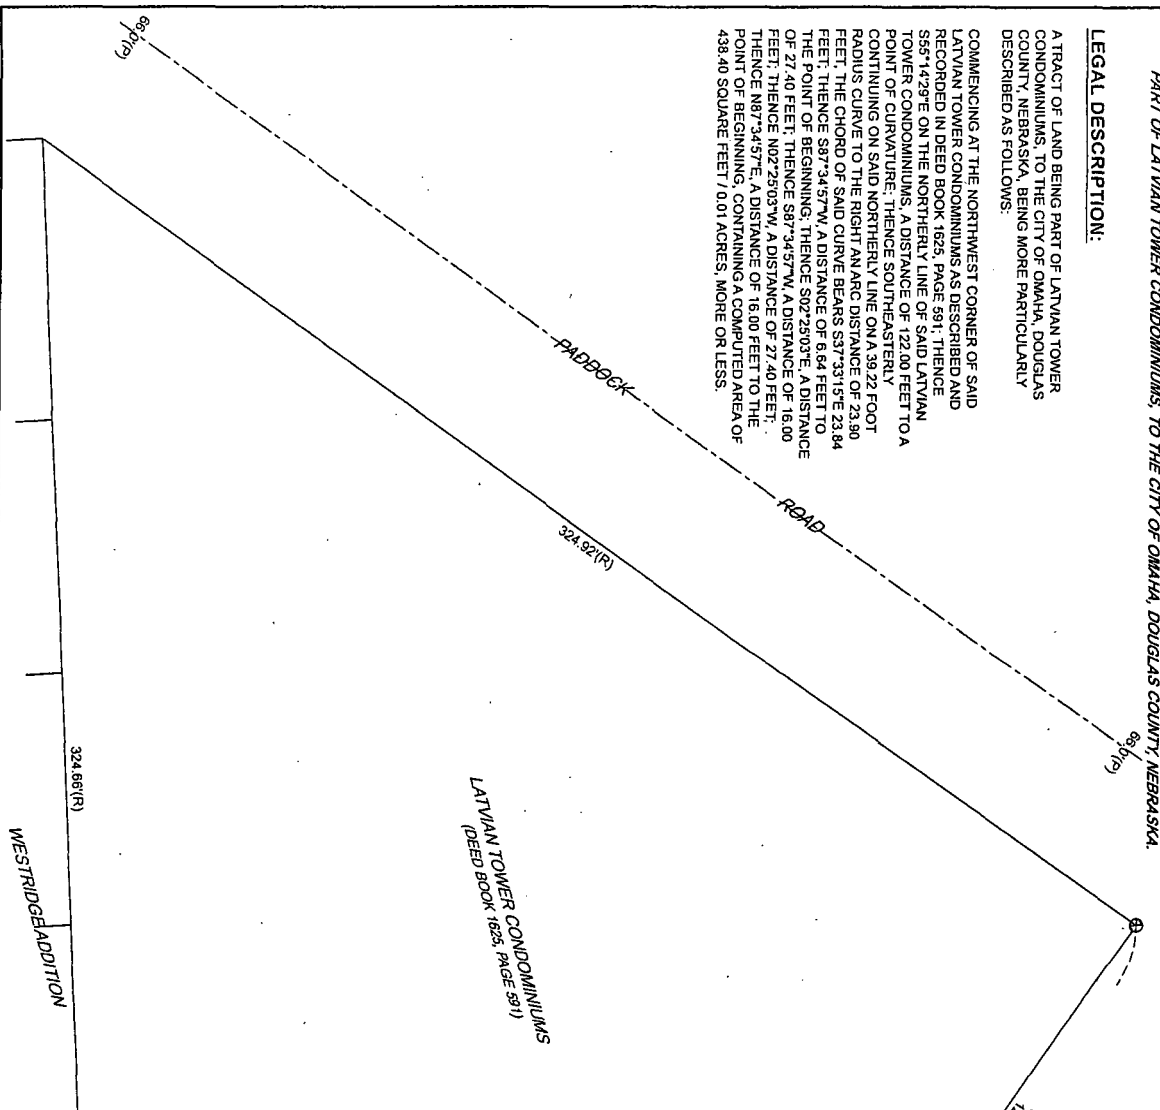 PART OF LATVIAN TOWER CONDOMINIUMS, TO THE CITY OF OMAHA, DOUGLAS COUNTY, NEBRASKA.
LEGAL DESCRIPTION:
A TRACT OF LAND BEING PART OF LATVIAN TOWER
CONDOMINIUMS, TO THE CITY OF OMAHA, DOUGLAS
COUNTY, NEBRASKA, BEING MORE PARTICULARLY
DESCRIBED AS FOLLOWS:
COMMENCING AT THE NORTHWEST CORNER OF SAID
LATVIAN TOWER CONDOMINIUMS AS DESCRIBED AND
RECORDED IN DEED BOOK 1625, PAGE 591; THENCE
S55°14'29"E ON THE NORTHERLY LINE OF SAID LATVIAN
TOWER CONDOMINIUMS, A DISTANCE OF 122.00 FEET TO A
POINT OF CURVATURE; THENCE SOUTHEASTERLY
CONTINUING ON SAID NORTHERLY LINE ON A 39.22 FOOT
RADIUS CURVE TO THE RIGHT AN ARC DISTANCE OF 23.90
FEET, THE CHORD OF SAID CURVE BEARS S37°33'15"E 23.84
FEET; THENCE S87°34'57"W, A DISTANCE OF 6.64 FEET TO
THE POINT OF BEGINNING; THENCE S02°25'03"E, A DISTANCE
OF 27.40 FEET; THENCE S87°34'57"W, A DISTANCE OF 16.00
FEET; THENCE N02°25'03"W, A DISTANCE OF 27.40 FEET;
THENCE N87°34'57"E, A DISTANCE OF 16.00 FEET TO THE
POINT OF BEGINNING, CONTAINING A COMPUTED AREA OF
438.40 SQUARE FEET / 0.01 ACRES, MORE OR LESS.
66.0'(P)
PADDOCK
ROAD
66.0'(P)
324.92'(R)
LATVIAN TOWER CONDOMINIUMS
(DEED BOOK 1625, PAGE 591)
324.66'(R)
WESTRIDGE ADDITION